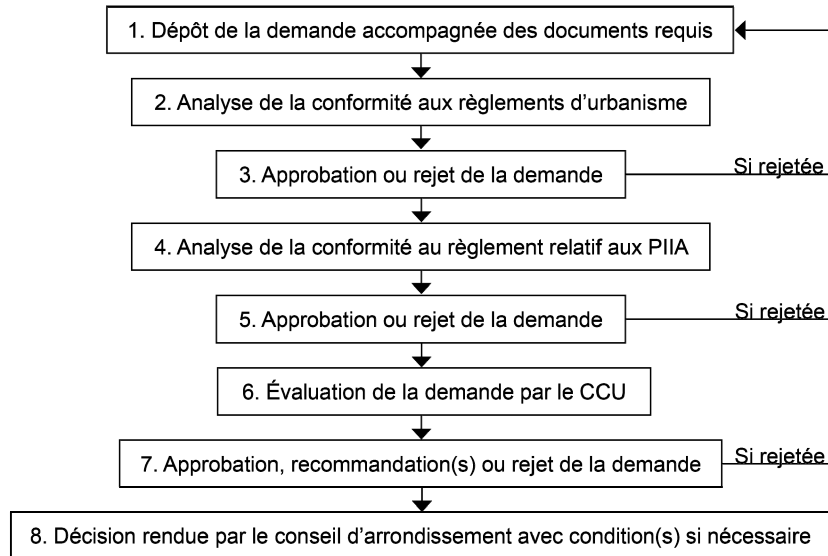 1. Dépôt de la demande accompagnée des documents requis
2. Analyse de la conformité aux règlements d'urbanisme
3. Approbation ou rejet de la demande
Si rejetée
4. Analyse de la conformité au règlement relatif aux PIIA
5. Approbation ou rejet de la demande
Si rejetée
6. Évaluation de la demande par le CCU
7. Approbation, recommandation(s) ou rejet de la demande
Si rejetée
8. Décision rendue par le conseil d'arrondissement avec condition(s) si nécessaire